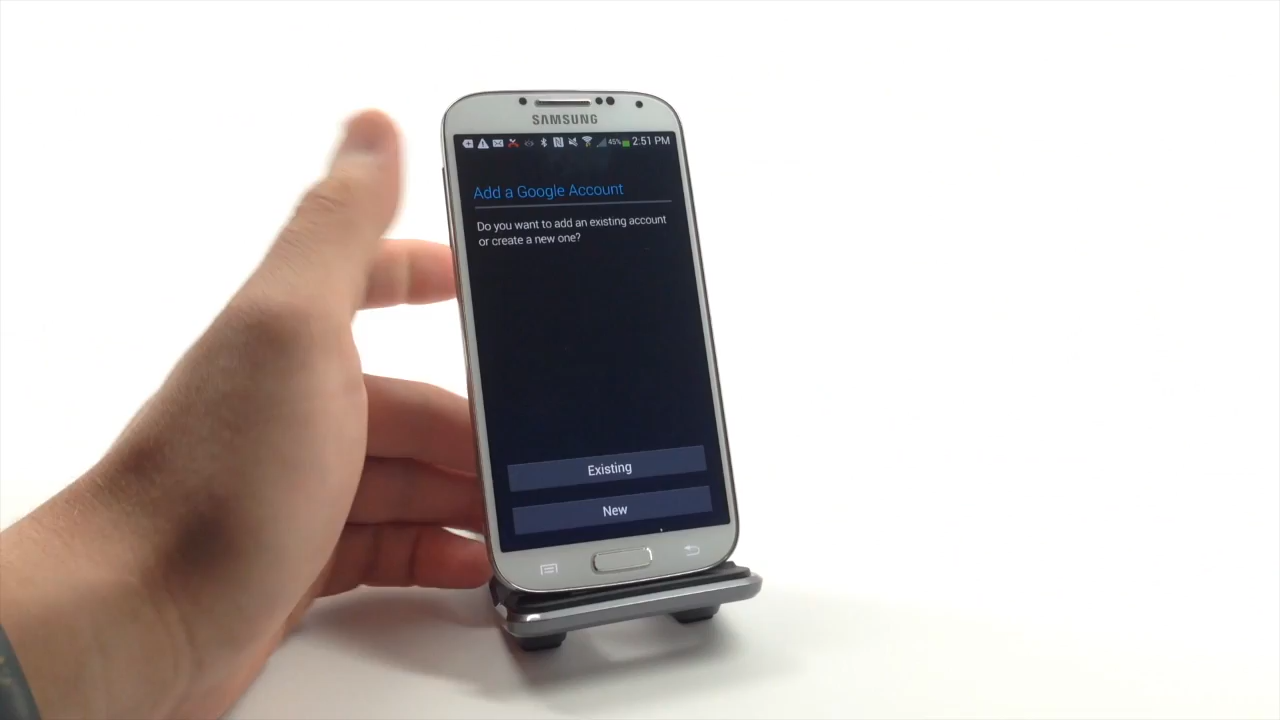 SAMSUNG
45% 2:51 PM
Add a Google Account
Do you want to add an existing account
or create a new one?
Existing
New